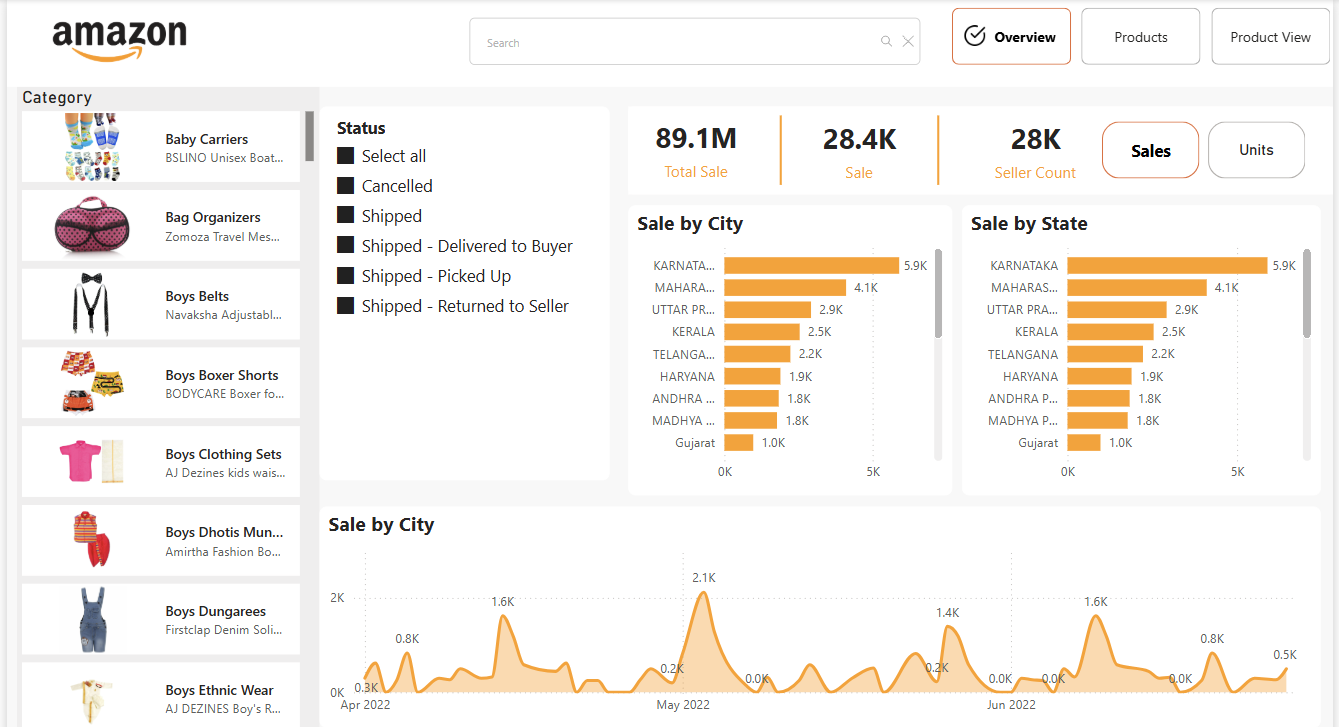 amazon
Search
Overview
Products
Product View
Category
Baby Carriers
BSLINO Unisex Boat...
Bag Organizers
Zomoza Travel Mes...
Boys Belts
Navaksha Adjustabl...
Boys Boxer Shorts
BODYCARE Boxer fo...
Boys Clothing Sets
AJ Dezines kids wais...
Boys Dhotis Mun...
Amirtha Fashion Bo...
Boys Dungarees
Firstclap Denim Soli...
Boys Ethnic Wear
AJ DEZINES Boy's R...
Status
Select all
Cancelled
Shipped
Shipped - Delivered to Buyer
Shipped - Picked Up
Shipped - Returned to Seller
89.1M
Total Sale
28.4K
Sale
28K
Seller Count
Sales
Units
Sale by City
KARNATA... 5.9K
MAHARA... 4.1K
UTTAR PR... 2.9K
KERALA 2.5K
TELANGA... 2.2K
HARYANA 1.9K
ANDHRA ... 1.8K
MADHYA ... 1.8K
Gujarat 1.0K
0K 5K
Sale by State
KARNATAKA 5.9K
MAHARAS... 4.1K
UTTAR PRA... 2.9K
KERALA 2.5K
TELANGANA 2.2K
HARYANA 1.9K
ANDHRA P... 1.8K
MADHYA P... 1.8K
Gujarat 1.0K
0K 5K
Sale by City
2.1K
2K 1.6K 1.6K
1.4K
0.8K 0.8K
0.5K
0.2K 0.2K
0.0K 0.0K 0.0K 0.0K
0K 0.3K
Apr 2022 May 2022 Jun 2022